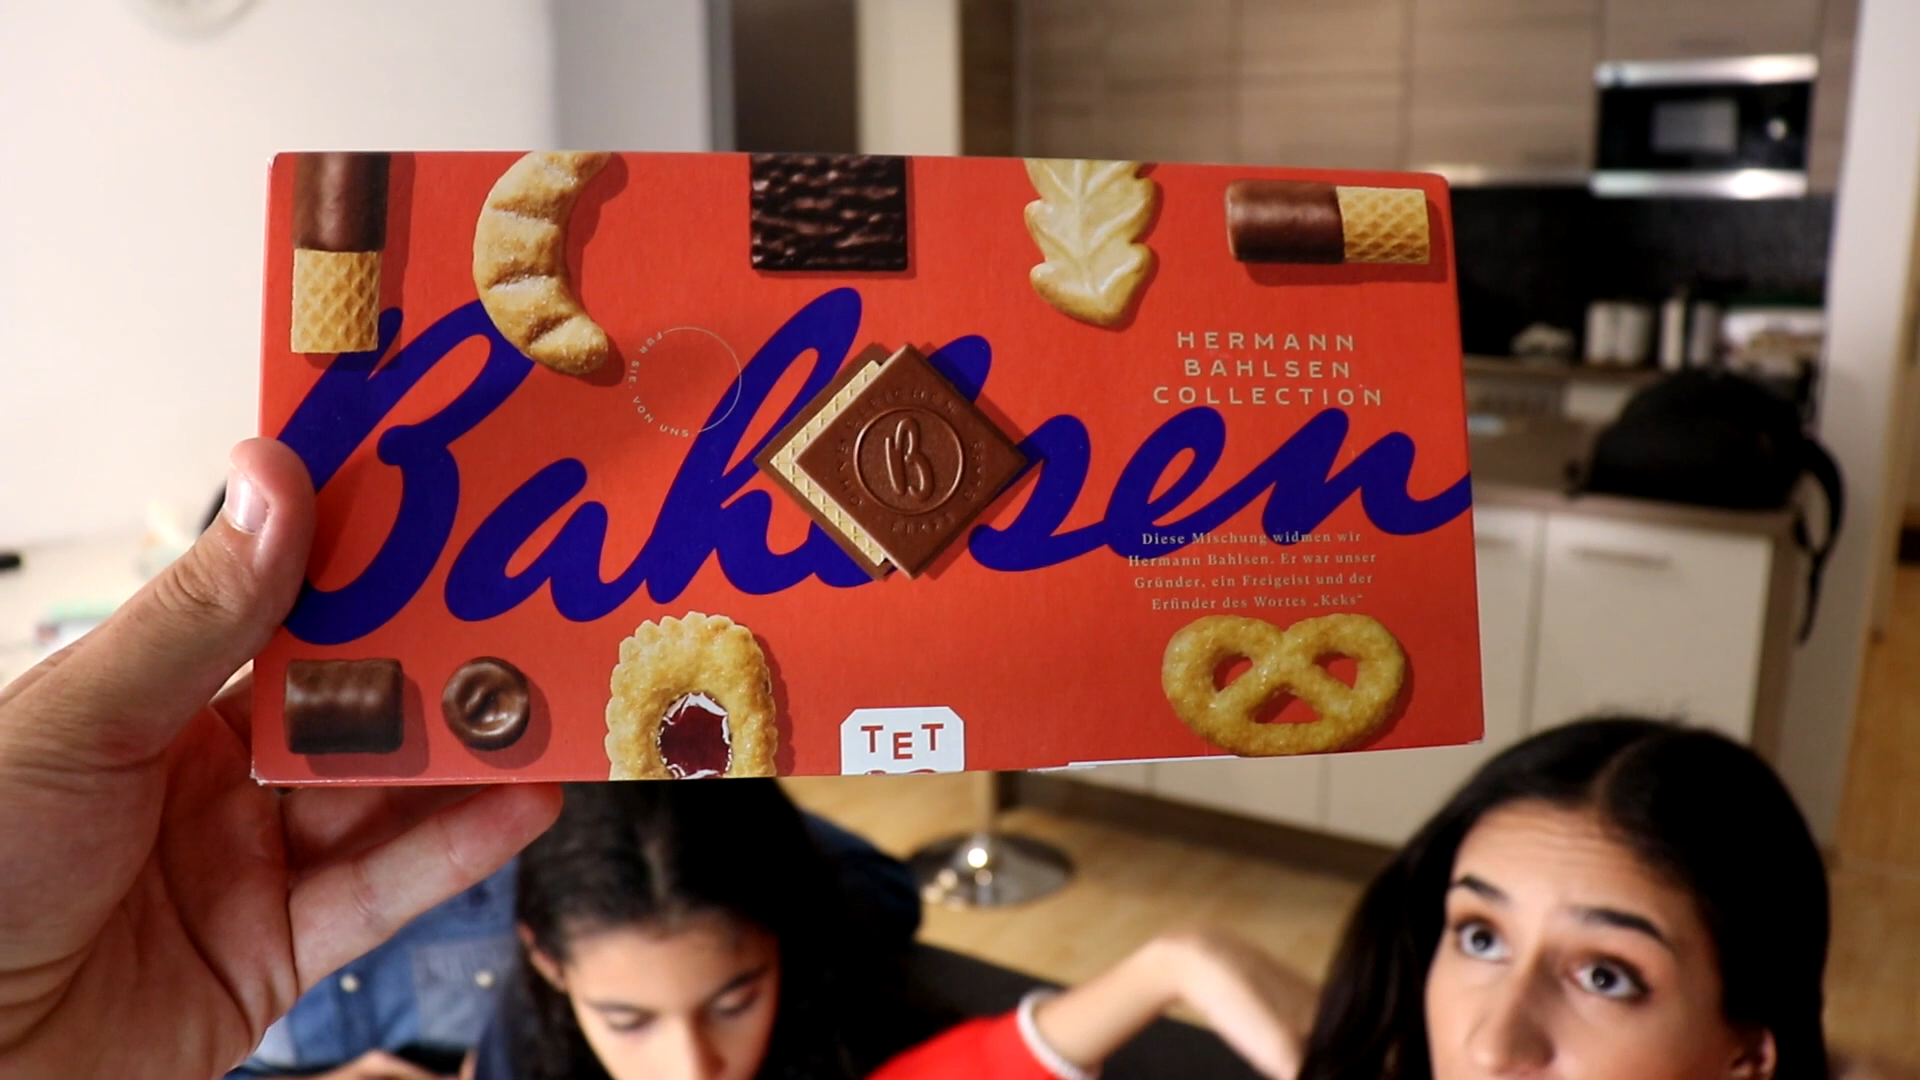 FÜR SIE. VON UNS.
Bahlsen
B
HERMANN
BAHLSEN
COLLECTION
Diese Mischung widmen wir
Hermann Bahlsen. Er war unser
Gründer, ein Freigeist und der
Erfinder des Wortes „Keks“
TET